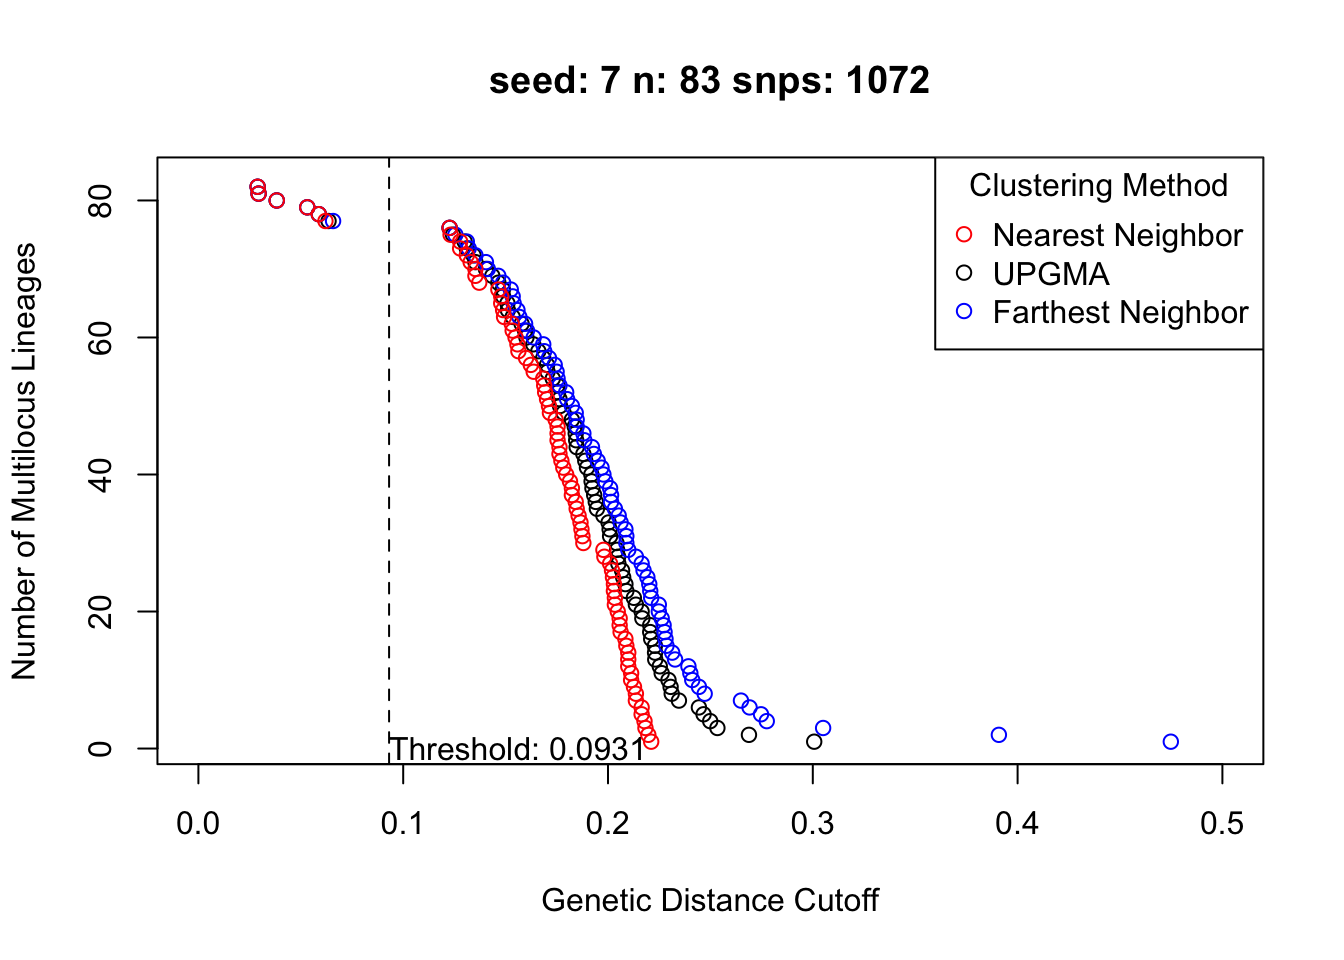 seed: 7 n: 83 snps: 1072
Clustering Method
Nearest Neighbor
UPGMA
Farthest Neighbor
Number of Multilocus Lineages
80
60
40
20
0
Threshold: 0.0931
0.0 0.1 0.2 0.3 0.4 0.5
Genetic Distance Cutoff